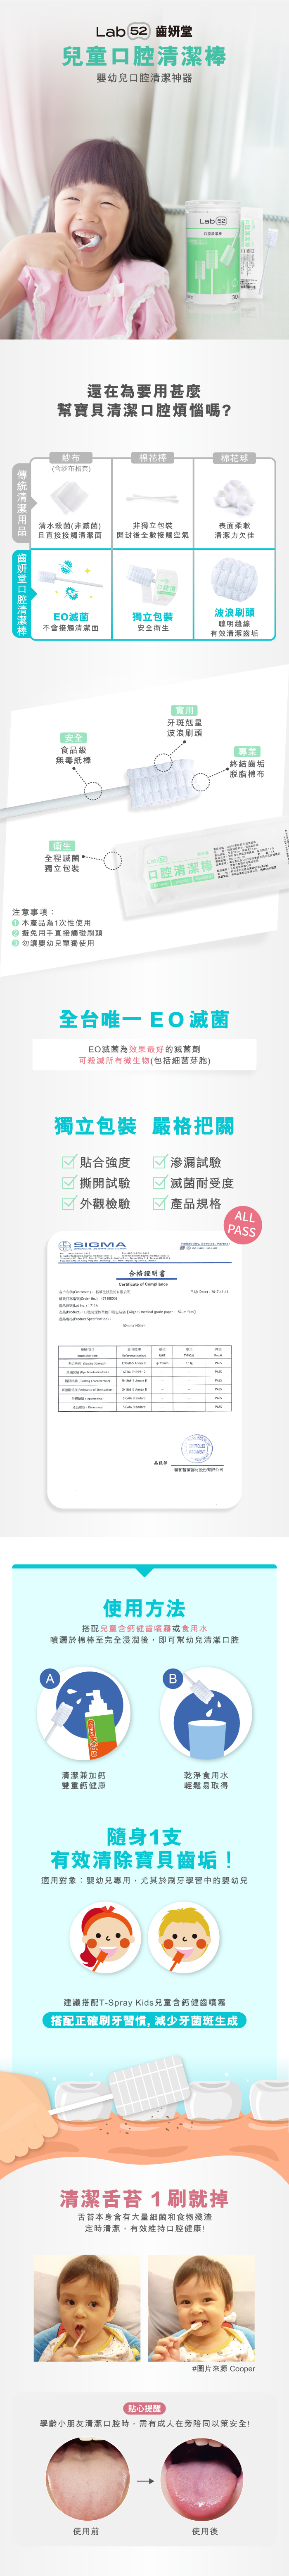 Lab 52 齒妍堂
兒童口腔清潔棒
嬰幼兒口腔清潔神器
Lab 52
口腔清潔棒
還在為要用甚麼
幫寶貝清潔口腔煩惱嗎?
傳統清潔用品
紗布
(含紗布指套)
棉花棒
棉花球
清水殺菌(非滅菌)
且直接接觸清潔面
非獨立包裝
開封後全數接觸空氣
表面柔軟
清潔力欠佳
齒妍堂口腔清潔棒
EO滅菌
不會接觸清潔面
獨立包裝
安全衛生
波浪刷頭
聰明縫線
有效清潔齒垢
實用
牙斑剋星
波浪刷頭
安全
食品級
無毒紙棒
專業
終結齒垢
脫脂棉布
衛生
全程滅菌
獨立包裝
Lab 52
口腔清潔棒
注意事項：
1 本產品為1次性使用
2 避免用手直接觸碰刷頭
3 勿讓嬰幼兒單獨使用
全台唯一 EO滅菌
EO滅菌為效果最好的滅菌劑
可殺滅所有微生物(包括細菌芽胞)
獨立包裝 嚴格把關
貼合強度
滲漏試驗
撕開試驗
滅菌耐受度
外觀檢驗
產品規格
ALL
PASS
SIGMA
合格證明書
Certificate of Compliance
使用方法
搭配兒童含鈣健齒噴霧或食用水
噴灑於棉棒至完全浸潤後，即可幫幼兒清潔口腔
A
B
清潔兼加鈣
雙重鈣健康
乾淨食用水
輕鬆易取得
隨身1支
有效清除寶貝齒垢！
適用對象：嬰幼兒專用，尤其於刷牙學習中的嬰幼兒
建議搭配T-Spray Kids兒童含鈣健齒噴霧
搭配正確刷牙習慣, 減少牙菌斑生成
清潔舌苔 1 刷就掉
舌苔本身含有大量細菌和食物殘渣
定時清潔，有效維持口腔健康!
#圖片來源 Cooper
貼心提醒
學齡小朋友清潔口腔時，需有成人在旁陪同以策安全!
使用前
使用後